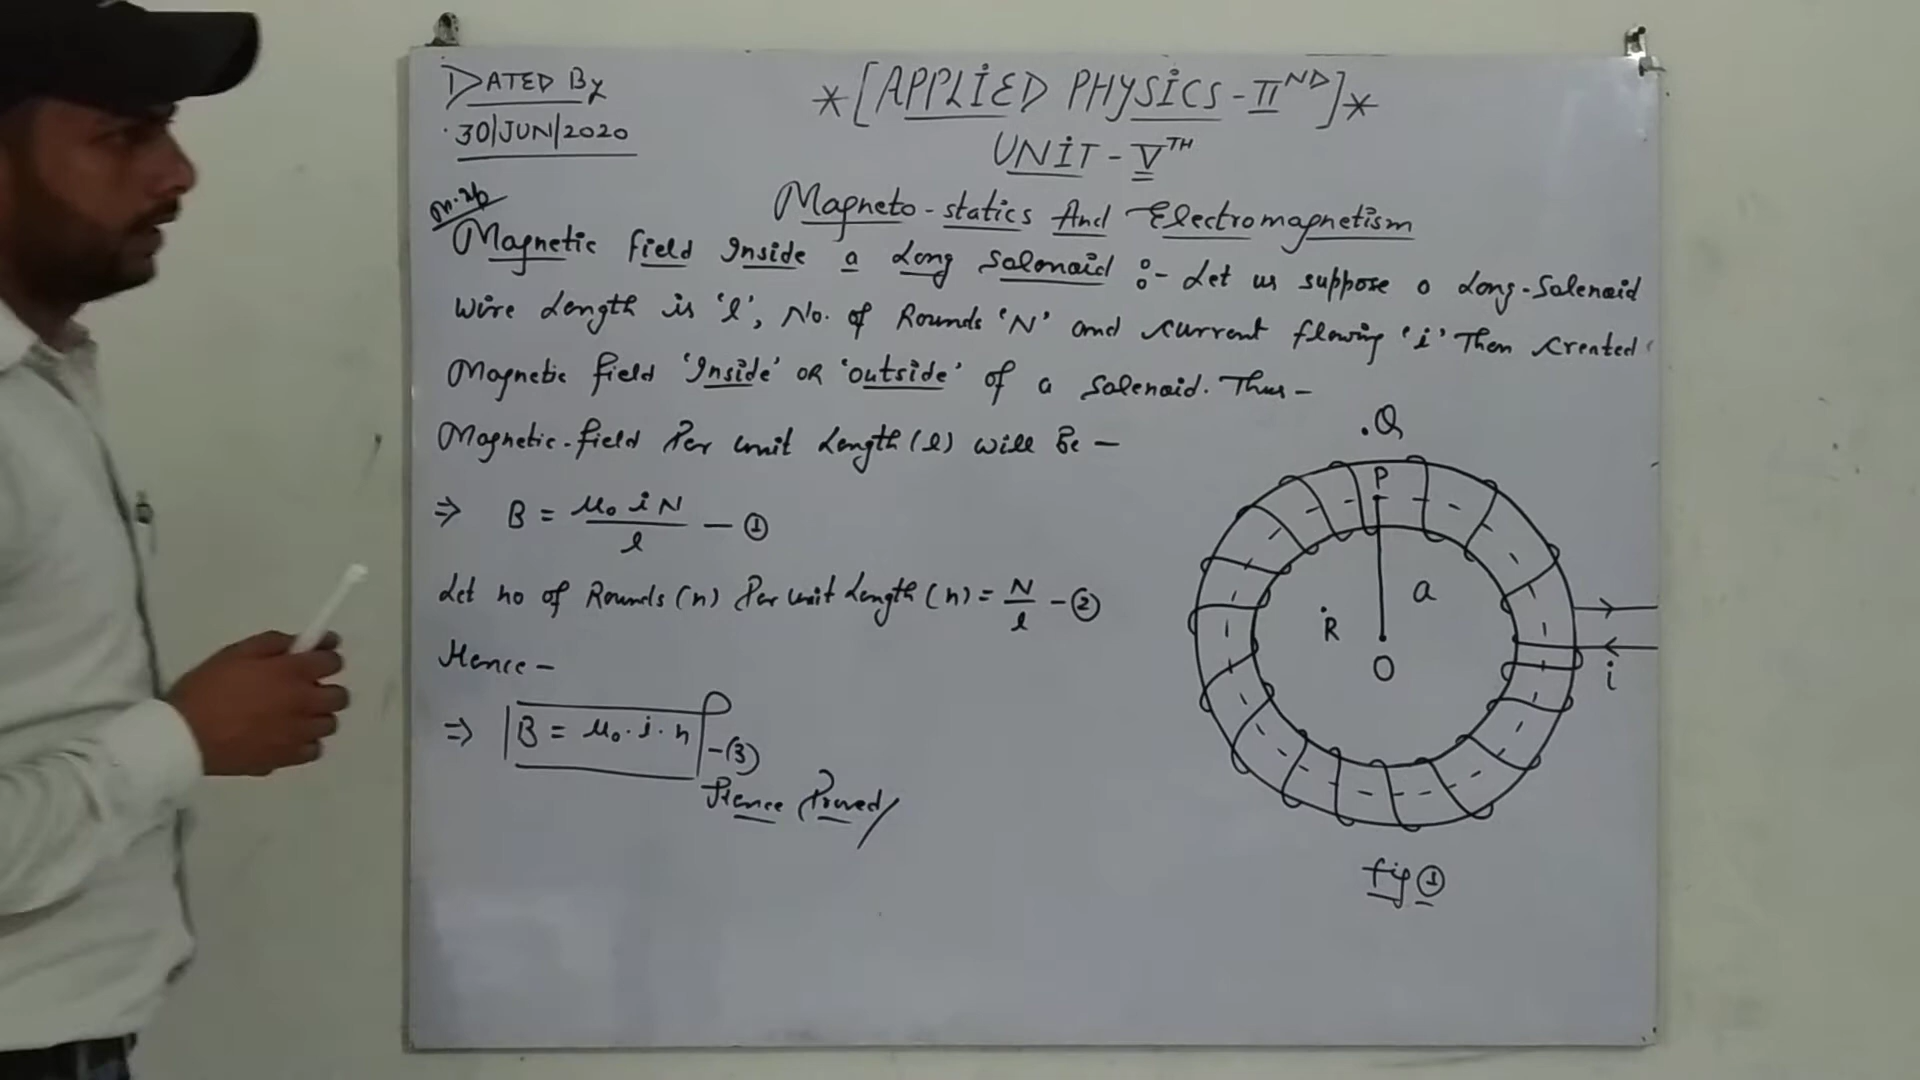 DATED By
30/JUN/2020
*[APPLIED PHYSICS-II^ND]*
UNIT-V^TH
Magneto-statics And Electromagnetism
Magnetic field Inside a Long Solonaid :- Let us suppose a Long-Solenoid
Wire Length is 'l', No. of Rounds 'N' and current flowing 'i' Then created
Magnetic field 'Inside' OR 'outside' of a Solenoid. Thus -
Magnetic-field Per unit Length (l) will Be -
⇒ B = μ₀ i N / l - ①
Let no of Rounds (n) Per Unit Length (n) = N / l - ②
Hence -
⇒ B = μ₀ . i . n -(3)
Hence Proved
.Q
P
a
R
O
i
fig ①